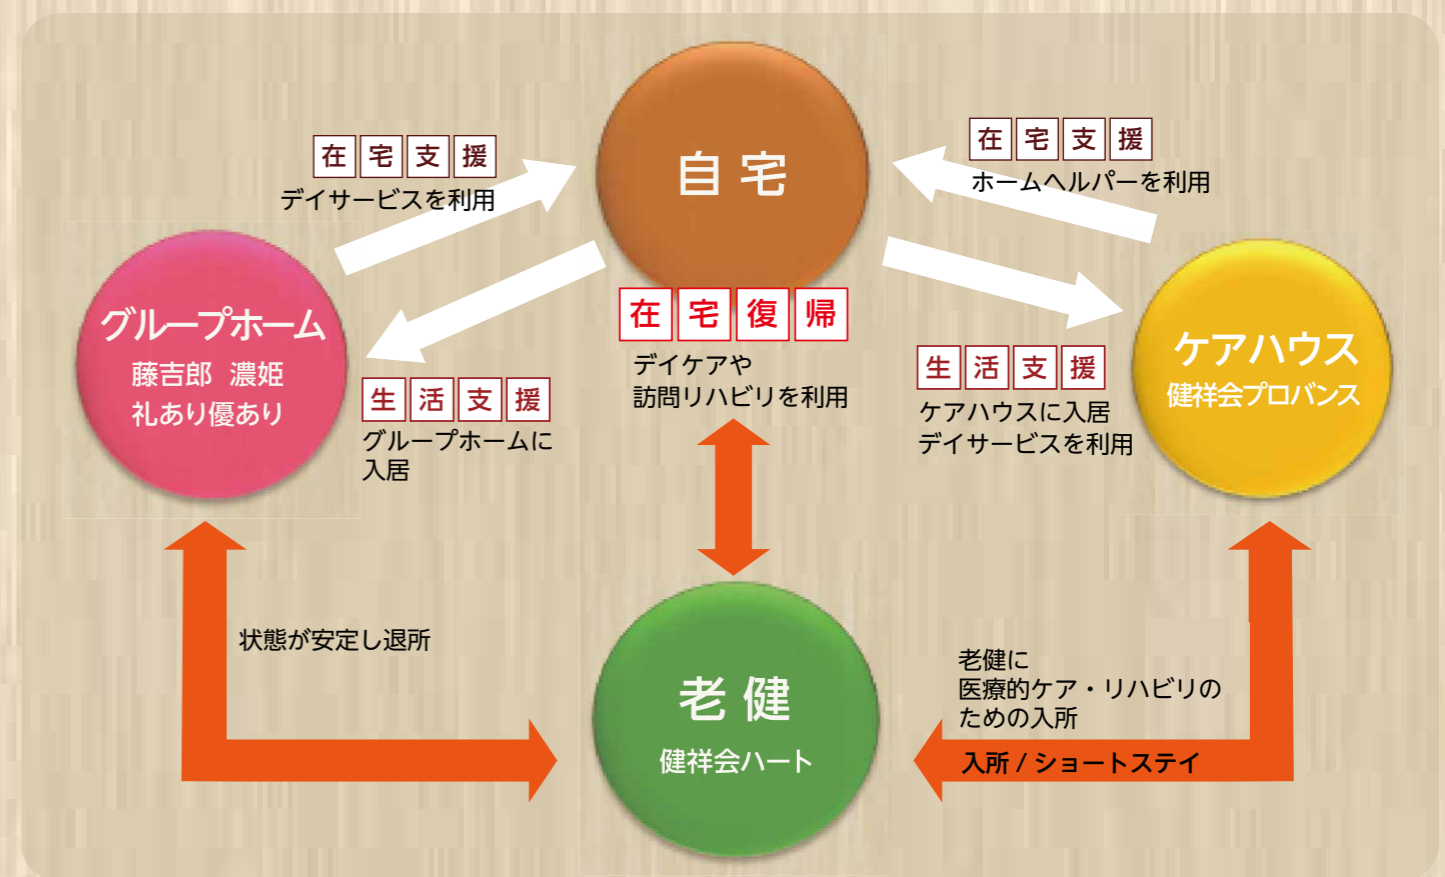 自宅
在宅支援
デイサービスを利用
在宅支援
ホームヘルパーを利用
グループホーム
藤吉郎 濃姫
礼あり優あり
在宅復帰
デイケアや
訪問リハビリを利用
ケアハウス
健祥会プロバンス
生活支援
グループホームに
入居
生活支援
ケアハウスに入居
デイサービスを利用
状態が安定し退所
老健
健祥会ハート
老健に
医療的ケア・リハビリの
ための入所
入所 / ショートステイ